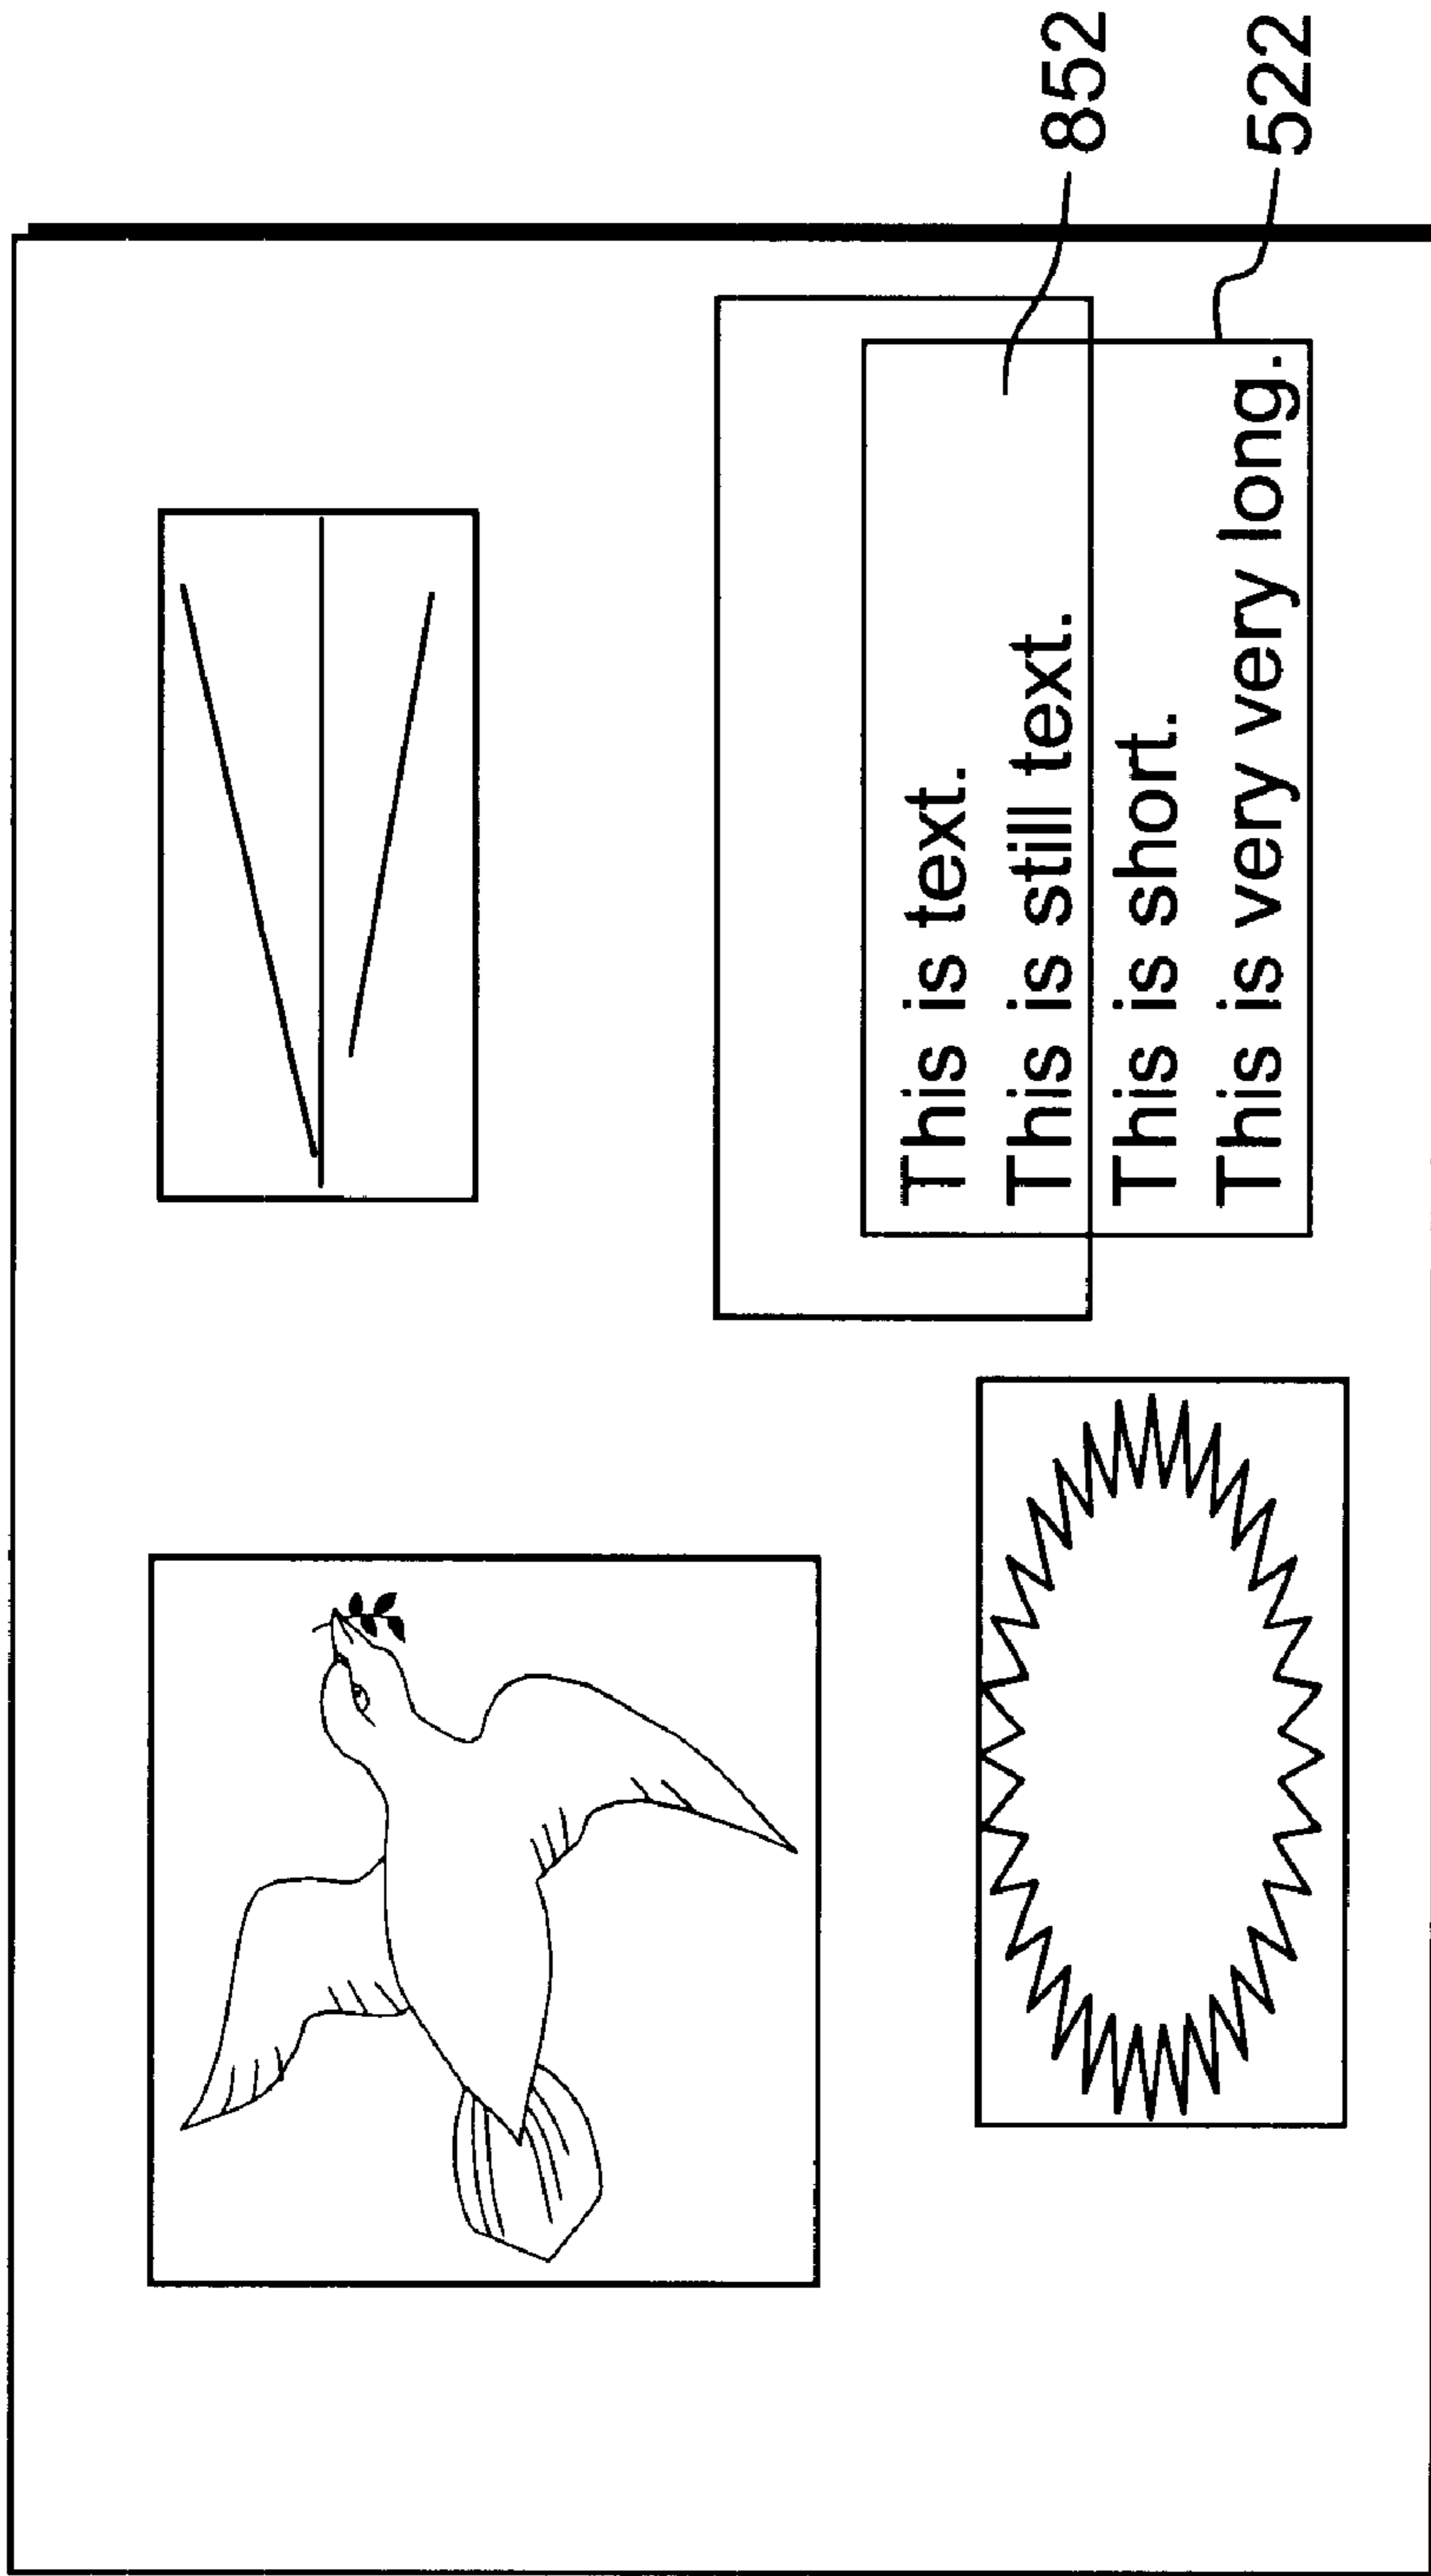 This is text.
This is still text.
This is short.
This is very very long.
852
522